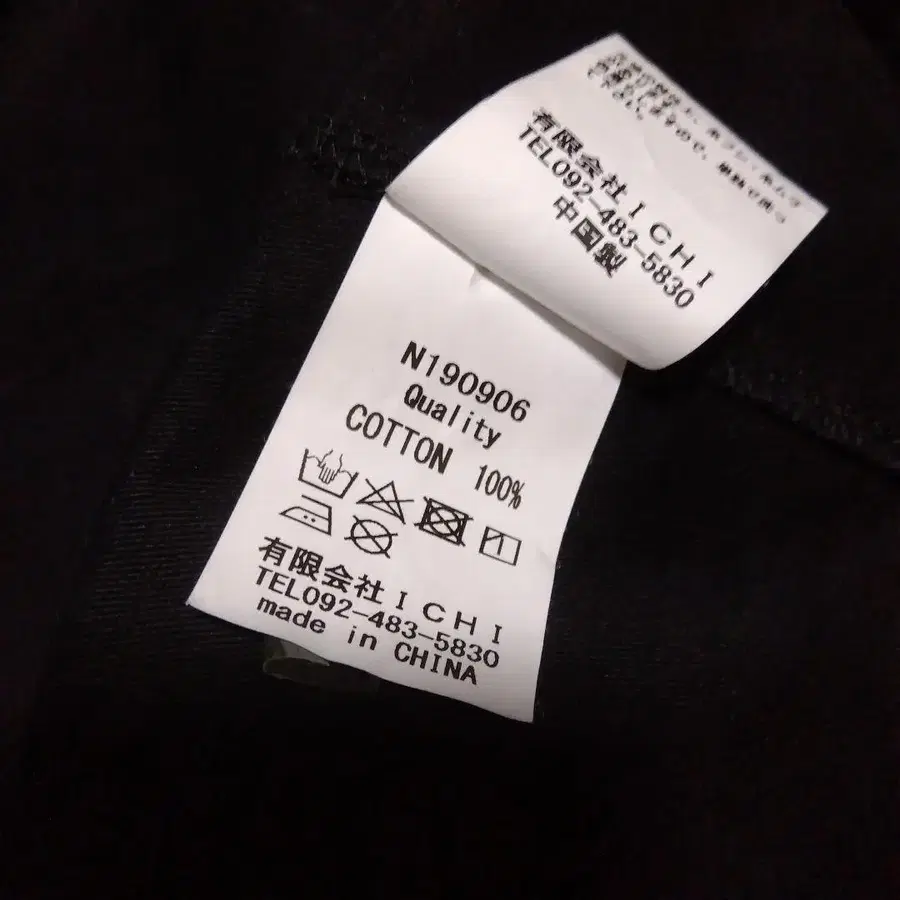 有限会社ICHI
TEL092-483-5830
中国製
N190906
Quality
COTTON 100%
有限会社ICHI
TEL092-483-5830
made in CHINA